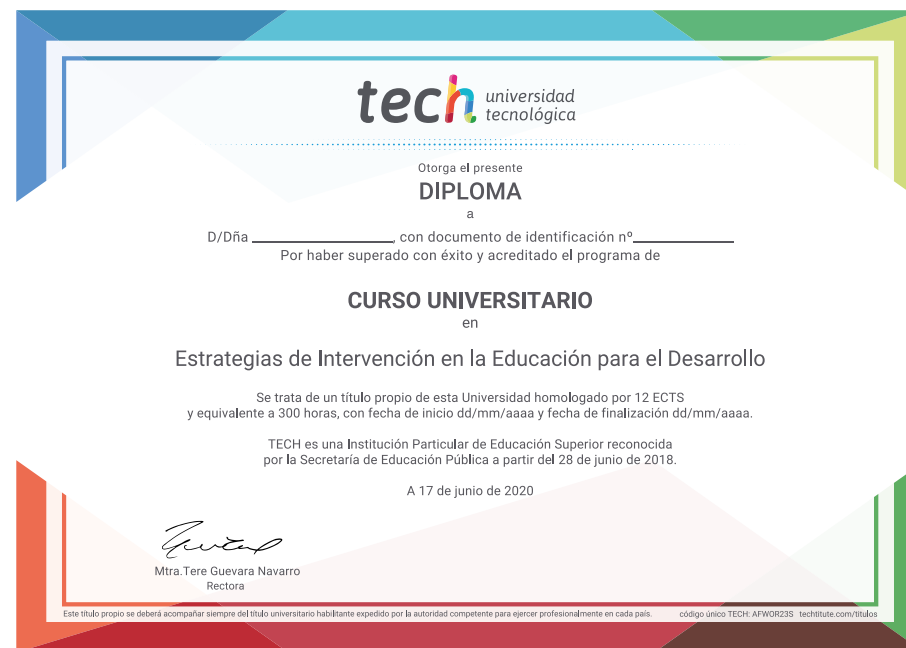 tech universidad
tecnológica
Otorga el presente
DIPLOMA
a
D/Dña ____________________, con documento de identificación nº______________
Por haber superado con éxito y acreditado el programa de
CURSO UNIVERSITARIO
en
Estrategias de Intervención en la Educación para el Desarrollo
Se trata de un título propio de esta Universidad homologado por 12 ECTS
y equivalente a 300 horas, con fecha de inicio dd/mm/aaaa y fecha de finalización dd/mm/aaaa.
TECH es una Institución Particular de Educación Superior reconocida
por la Secretaría de Educación Pública a partir del 28 de junio de 2018.
A 17 de junio de 2020
Mtra.Tere Guevara Navarro
Rectora
Este título propio se deberá acompañar siempre del título universitario habilitante expedido por la autoridad competente para ejercer profesionalmente en cada país. código único TECH: AFWOR23S techtitute.com/titulos